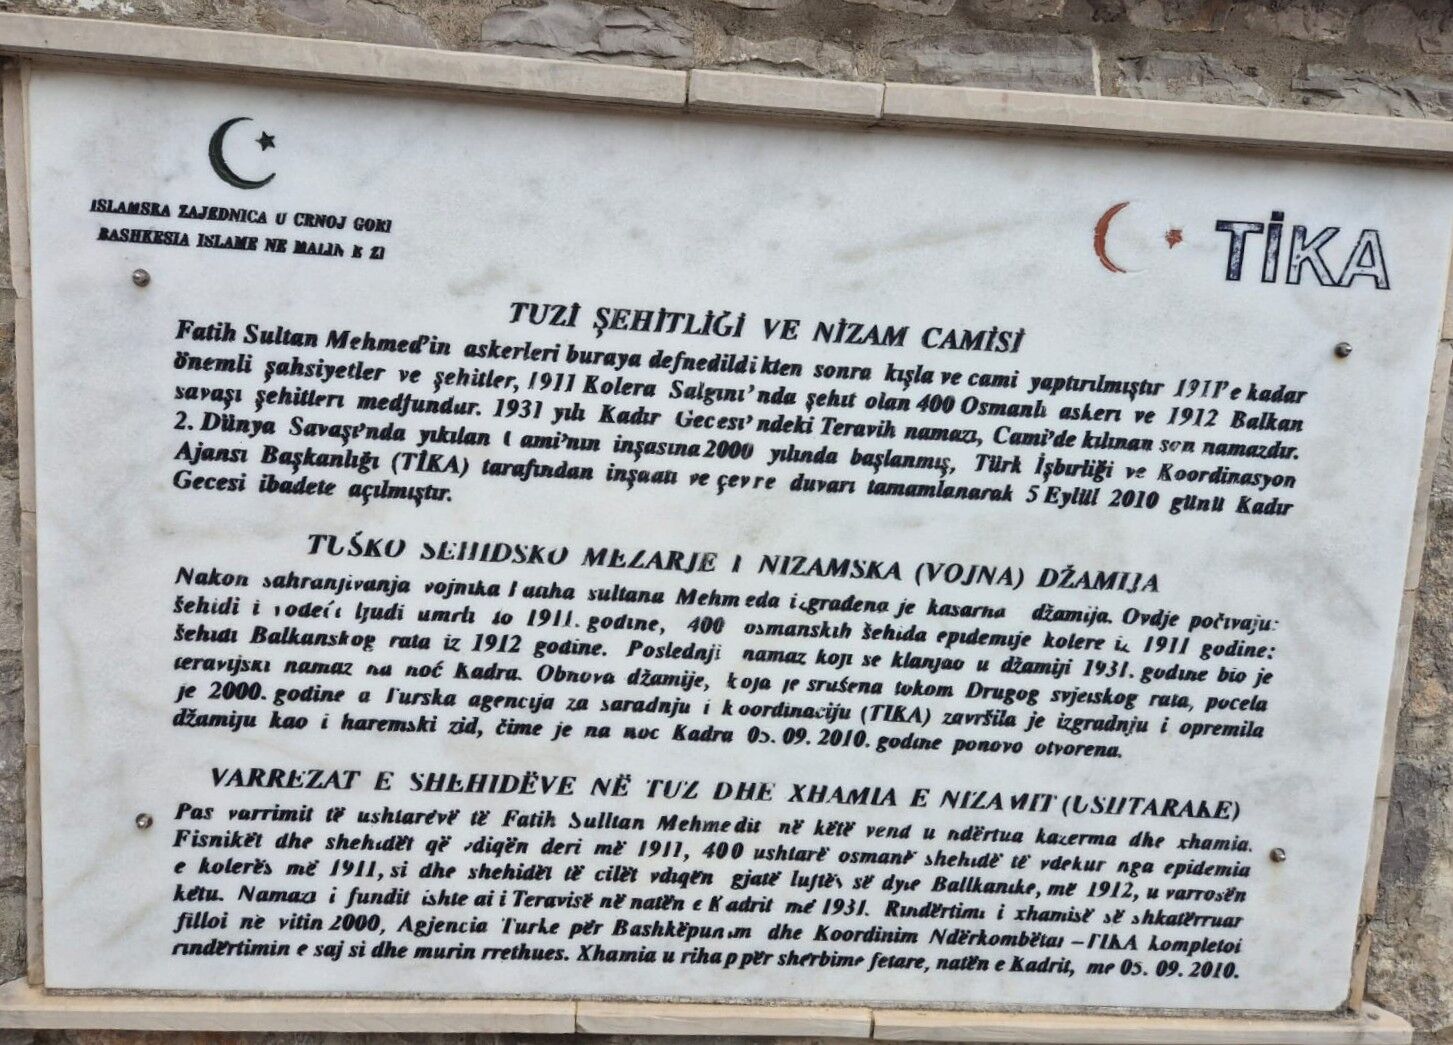 ISLAMSKA ZAJEDNICA U CRNOJ GORI
BASHKESIA ISLAME NE MALIN E ZI
TİKA
TUZİ ŞEHİTLİĞİ VE NİZAM CAMİSİ
Fatih Sultan Mehmed'in askerleri buraya defnedildikten sonra kışla ve cami yaptırılmıştır 1911'e kadar
önemli şahsiyetler ve şehitler, 1911 Kolera Salgını'nda şehit olan 400 Osmanlı askeri ve 1912 Balkan
savaşı şehitleri medfundur. 1931 yılı Kadir Gecesi'ndeki Teravih namazı, Cami'de kılınan son namazdır.
2. Dünya Savaşı'nda yıkılan Cami'nin inşasına 2000 yılında başlanmış, Türk İşbirliği ve Koordinasyon
Ajansı Başkanlığı (TİKA) tarafından inşaatı ve çevre duvarı tamamlanarak 5 Eylül 2010 günü Kadir
Gecesi ibadete açılmıştır.
TUŠKO ŠEHIDSKO MEZARJE I NIZAMSKA (VOJNA) DŽAMIJA
Nakon sahranjivanja vojnika Fatiha sultana Mehmeda izgrađena je kasarna džamija. Ovdje počivaju:
šehidi i vodeći ljudi umrli to 1911. godine, 400 osmanskih šehida epidemije kolere iz 1911 godine;
šehidi Balkanskog rata iz 1912 godine. Poslednji namaz koji se klanjao u džamiji 1931. godine bio je
teravijski namaz na noć Kadra. Obnova džamije, koja je srušena tokom Drugog svjetskog rata, pocela
je 2000. godine a Turska agencija za saradnju i koordinaciju (TIKA) završila je izgradnju i opremila
džamiju kao i haremski zid, čime je na noc Kadra 05. 09. 2010. godine ponovo otvorena.
VARREZAT E SHEHIDËVE NË TUZ DHE XHAMIA E NIZAMIT (USHTARAKE)
Pas varrimit të ushtarëvë të Fatih Sulltan Mehmedit në këtë vend u ndërtua kazerma dhe xhamia.
Fisnikët dhe shehidët që vdiqën deri më 1911, 400 ushtarë osmanë shehidë të vdekur nga epidemia
e kolerës më 1911, si dhe shehidët të cilët vdiqën gjatë luftës së dytë Ballkanike, më 1912, u varrosën
këtu. Namazi i fundit ishte ai i Teravisë në natën e Kadrit më 1931. Rindërtimi i xhamisë së shkatërruar
filloi ne vitin 2000, Agjencia Turke për Bashkëpunim dhe Koordinim Ndërkombëtar – TIKA kompletoi
rindërtimin e saj si dhe murin rrethues. Xhamia u rihap për shërbime fetare, natën e Kadrit, me 05. 09. 2010.